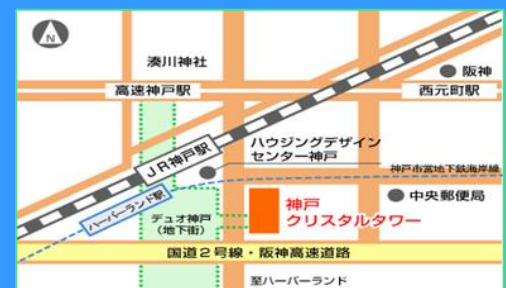 N
湊川神社
阪神
高速神戸駅
西元町駅
ハウジングデザイン
センター神戸
JR神戸駅
神戸市営地下鉄海岸線
ハーバーランド駅
デュオ神戸
(地下街)
神戸
クリスタルタワー
中央郵便局
国道2号線・阪神高速道路
至ハーバーランド